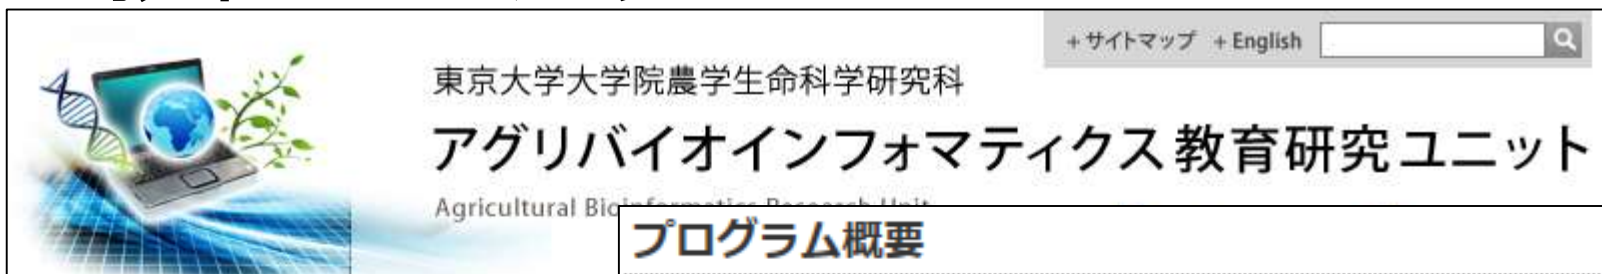 + サイトマップ + English
東京大学大学院農学生命科学研究科
アグリバイオインフォマティクス 教育研究ユニット
Agricultural
プログラム概要